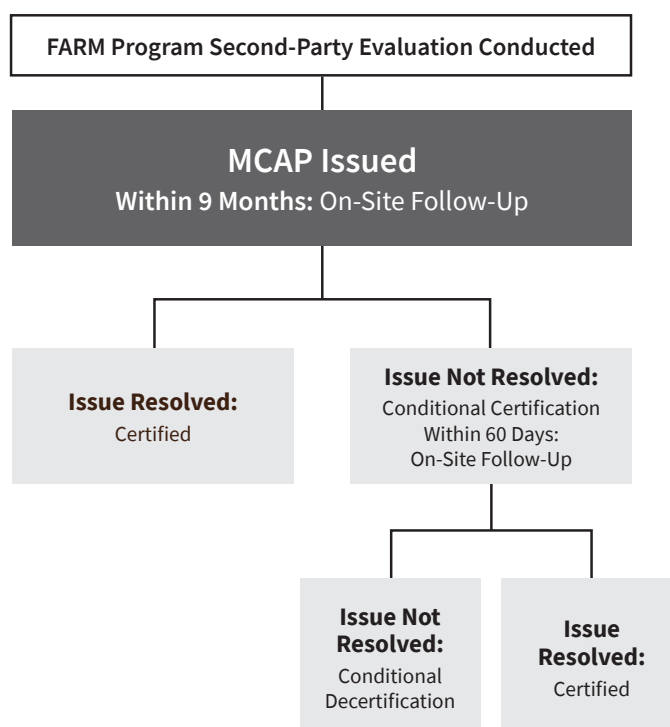 FARM Program Second-Party Evaluation Conducted
MCAP Issued
Within 9 Months: On-Site Follow-Up
Issue Resolved:
Certified
Issue Not Resolved:
Conditional Certification
Within 60 Days:
On-Site Follow-Up
Issue Not
Resolved:
Conditional
Decertification
Issue
Resolved:
Certified